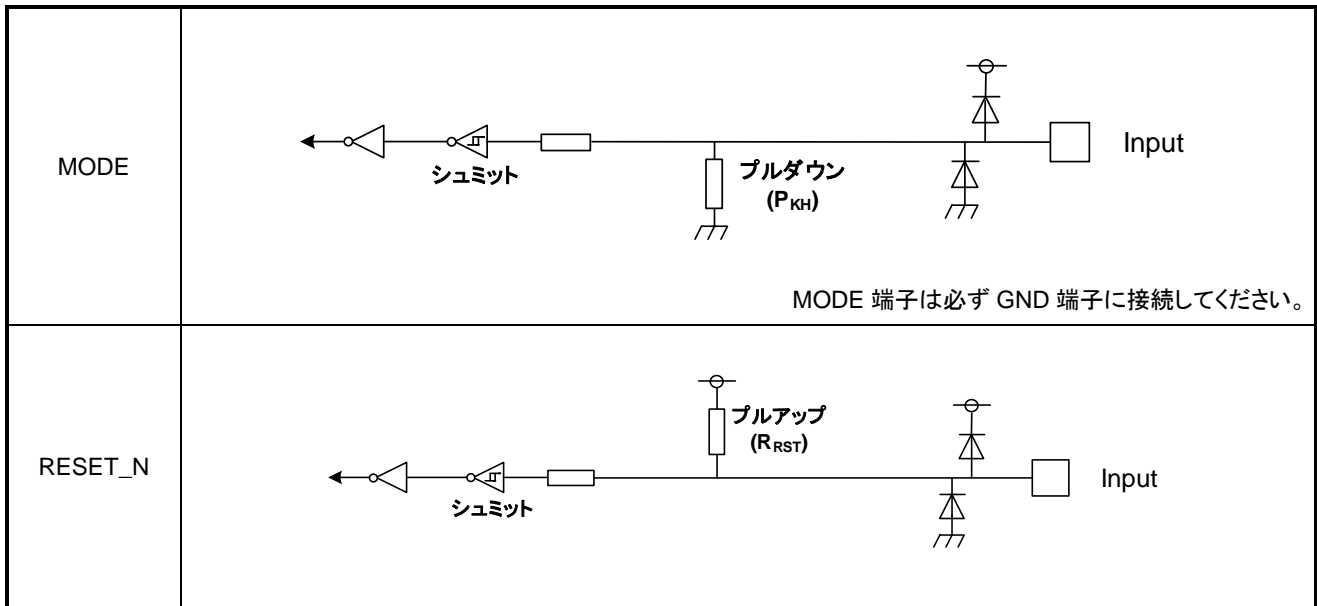 MODE
シュミット
プルダウン
(PKH)
Input
MODE 端子は必ず GND 端子に接続してください。
RESET_N
シュミット
プルアップ
(RRST)
Input